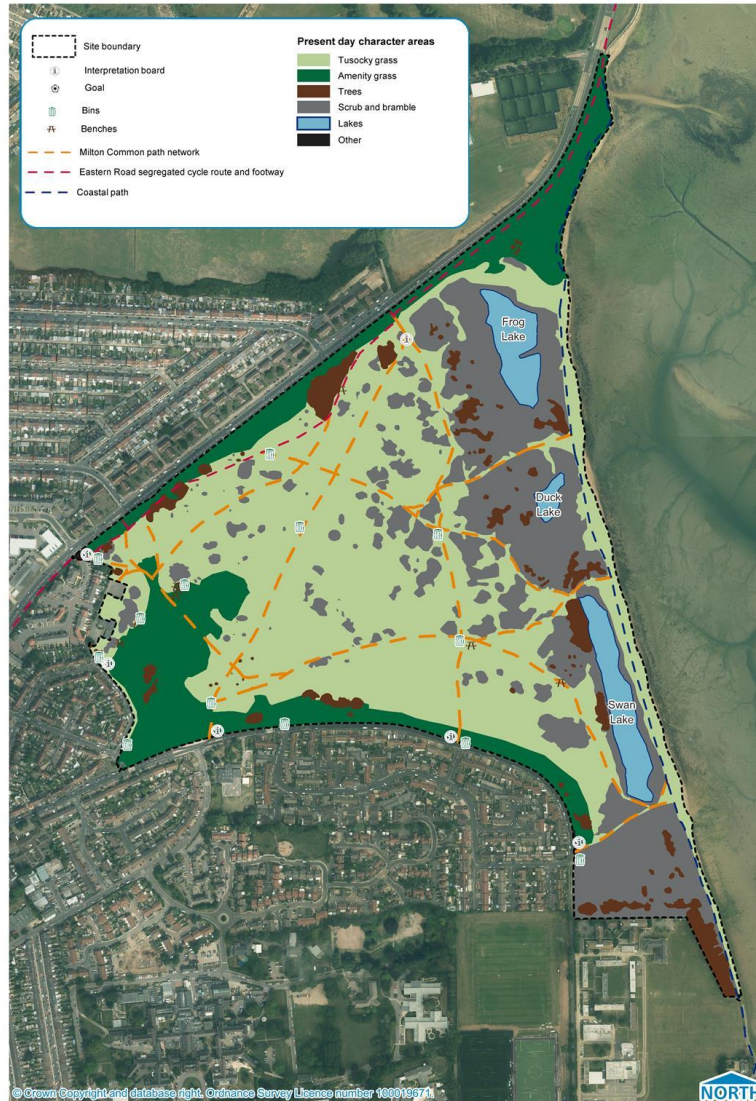 Site boundary
Interpretation board
Goal
Bins
Benches
Milton Common path network
Eastern Road segregated cycle route and footway
Coastal path
Present day character areas
Tusocky grass
Amenity grass
Trees
Scrub and bramble
Lakes
Other
Frog
Lake
Duck
Lake
Swan
Lake
© Crown Copyright and database right. Ordnance Survey Licence number 100019671.
NORTH